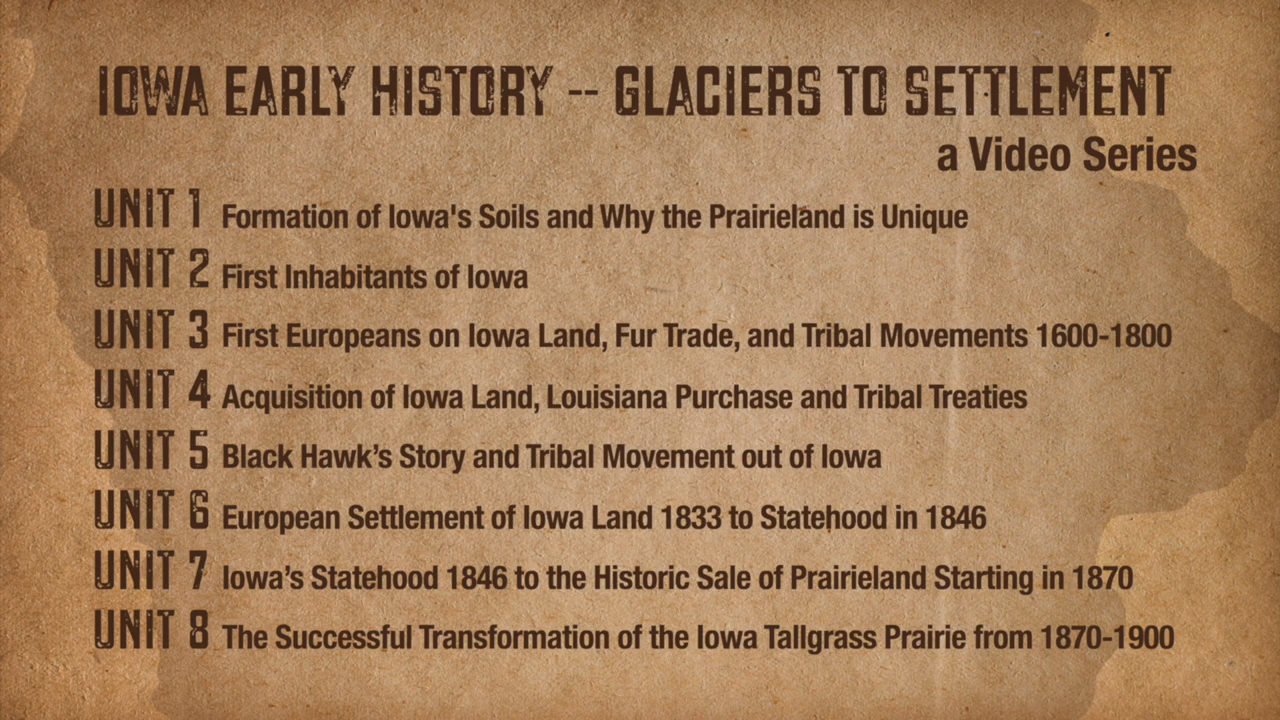 IOWA EARLY HISTORY -- GLACIERS TO SETTLEMENT
a Video Series
UNIT 1 Formation of Iowa's Soils and Why the Prairieland is Unique
UNIT 2 First Inhabitants of Iowa
UNIT 3 First Europeans on Iowa Land, Fur Trade, and Tribal Movements 1600-1800
UNIT 4 Acquisition of Iowa Land, Louisiana Purchase and Tribal Treaties
UNIT 5 Black Hawk’s Story and Tribal Movement out of Iowa
UNIT 6 European Settlement of Iowa Land 1833 to Statehood in 1846
UNIT 7 Iowa’s Statehood 1846 to the Historic Sale of Prairieland Starting in 1870
UNIT 8 The Successful Transformation of the Iowa Tallgrass Prairie from 1870-1900